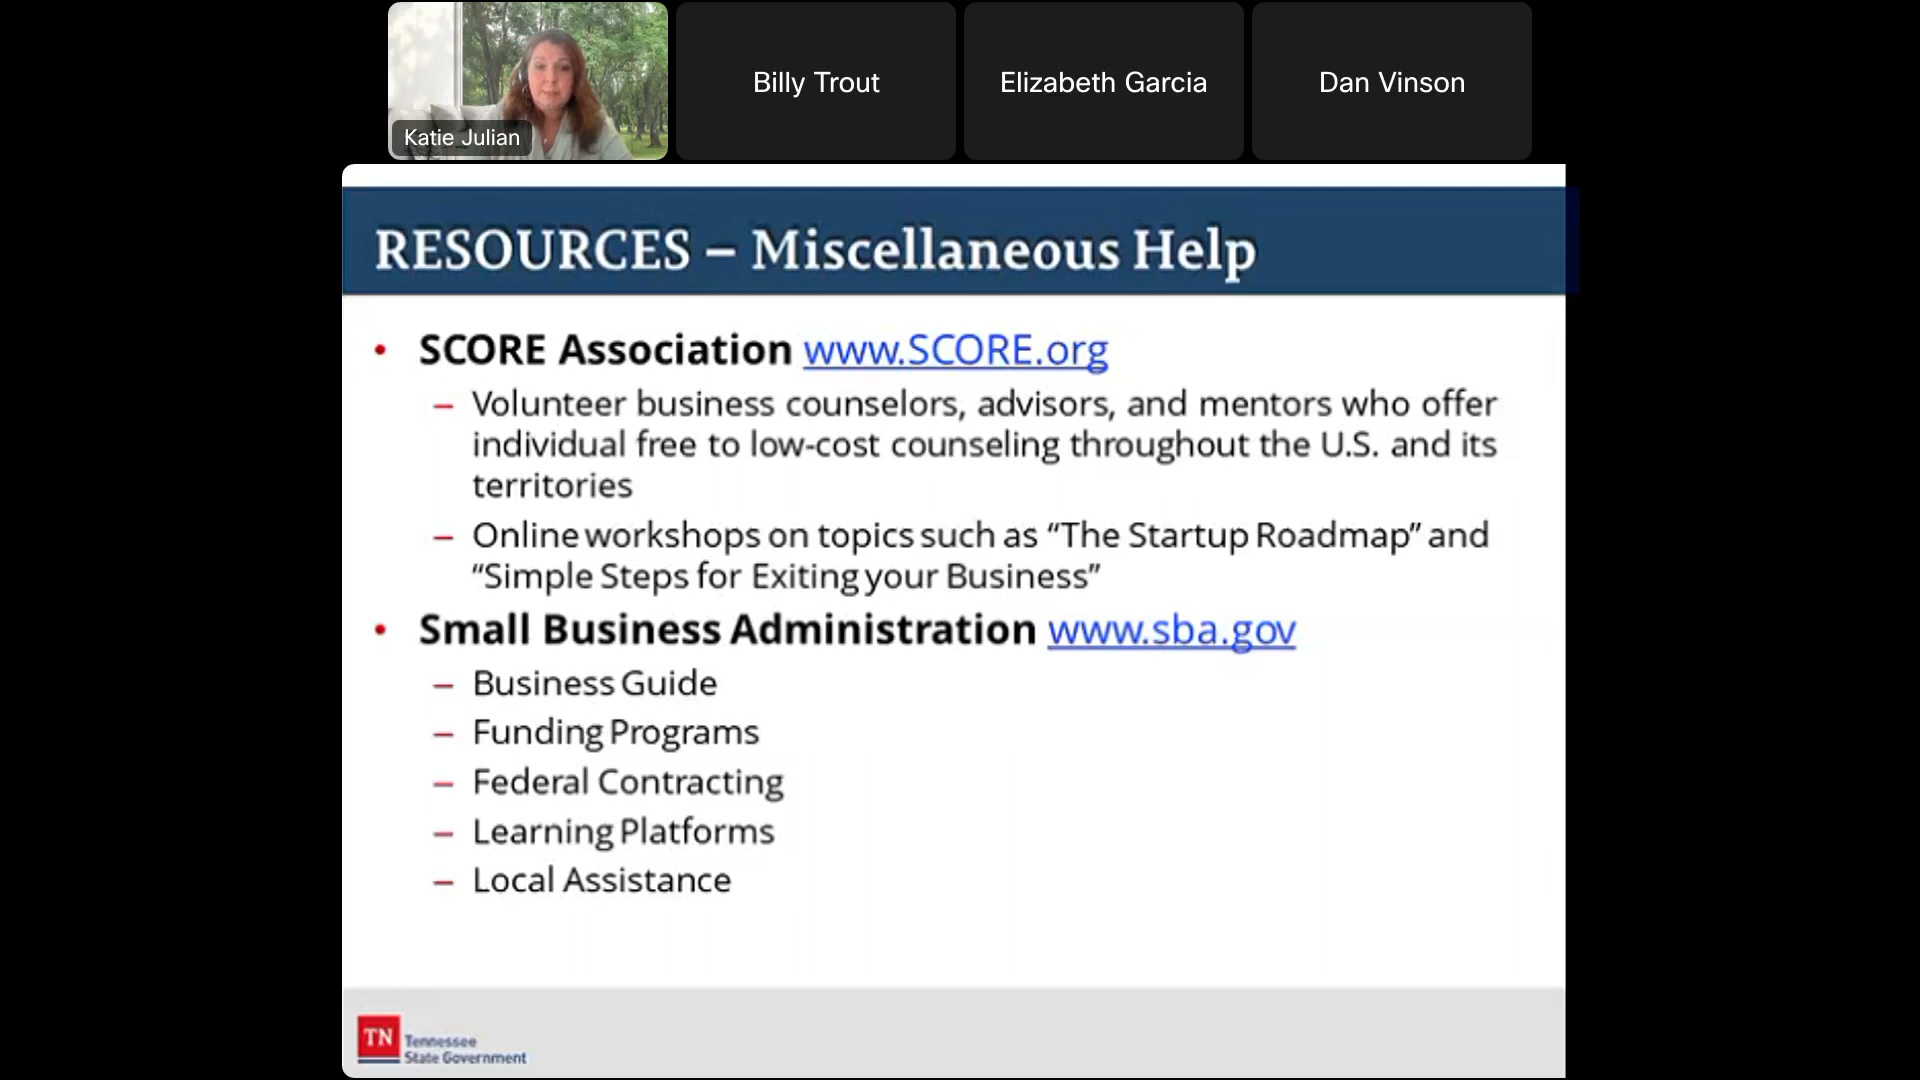 Katie Julian
Billy Trout
Elizabeth Garcia
Dan Vinson
RESOURCES – Miscellaneous Help
• SCORE Association www.SCORE.org
– Volunteer business counselors, advisors, and mentors who offer
individual free to low-cost counseling throughout the U.S. and its
territories
– Online workshops on topics such as “The Startup Roadmap” and
“Simple Steps for Exiting your Business”
• Small Business Administration www.sba.gov
– Business Guide
– Funding Programs
– Federal Contracting
– Learning Platforms
– Local Assistance
TN
Tennessee
State Government